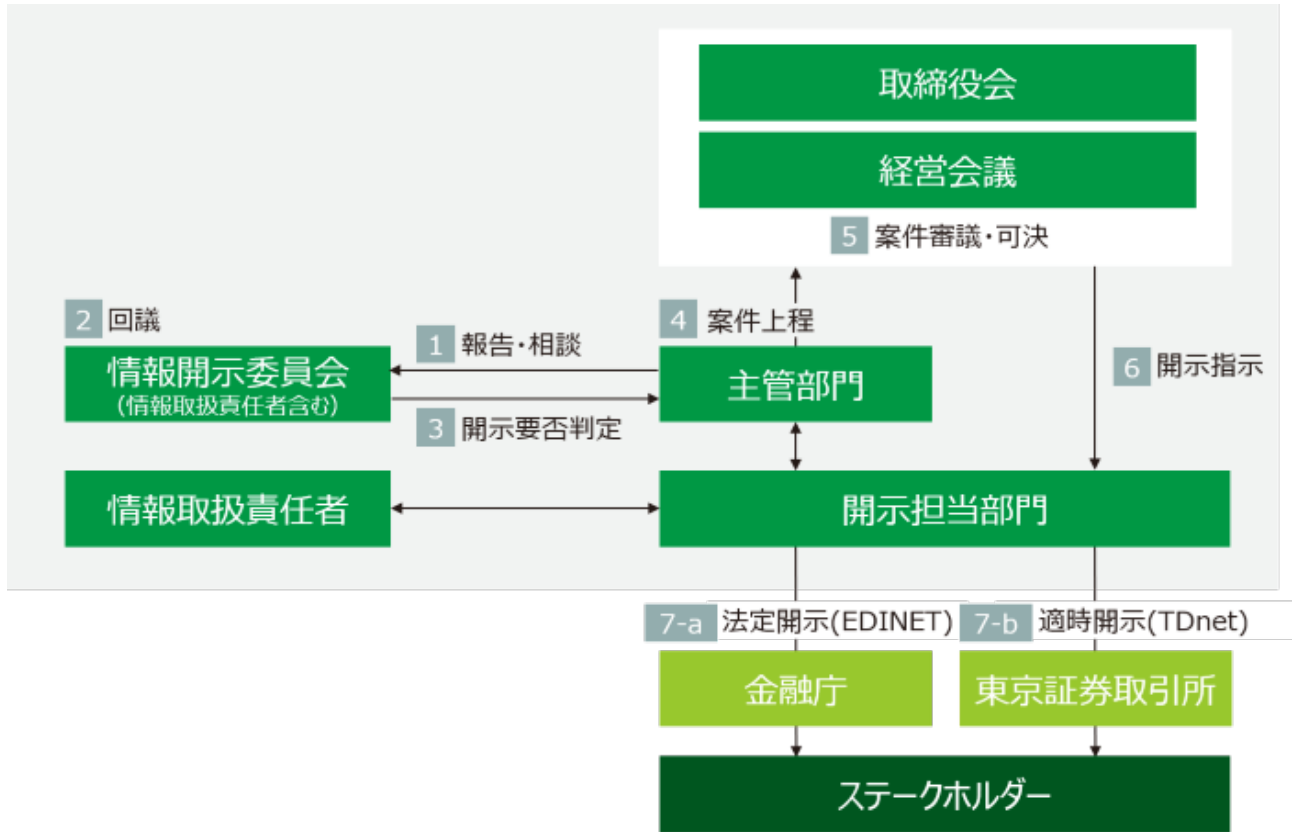 取締役会
経営会議
5 案件審議・可決
2 回議
1 報告・相談
4 案件上程
情報開示委員会
(情報取扱責任者含む)
主管部門
6 開示指示
3 開示要否判定
情報取扱責任者
開示担当部門
7-a 法定開示(EDINET)
7-b 適時開示(TDnet)
金融庁
東京証券取引所
ステークホルダー